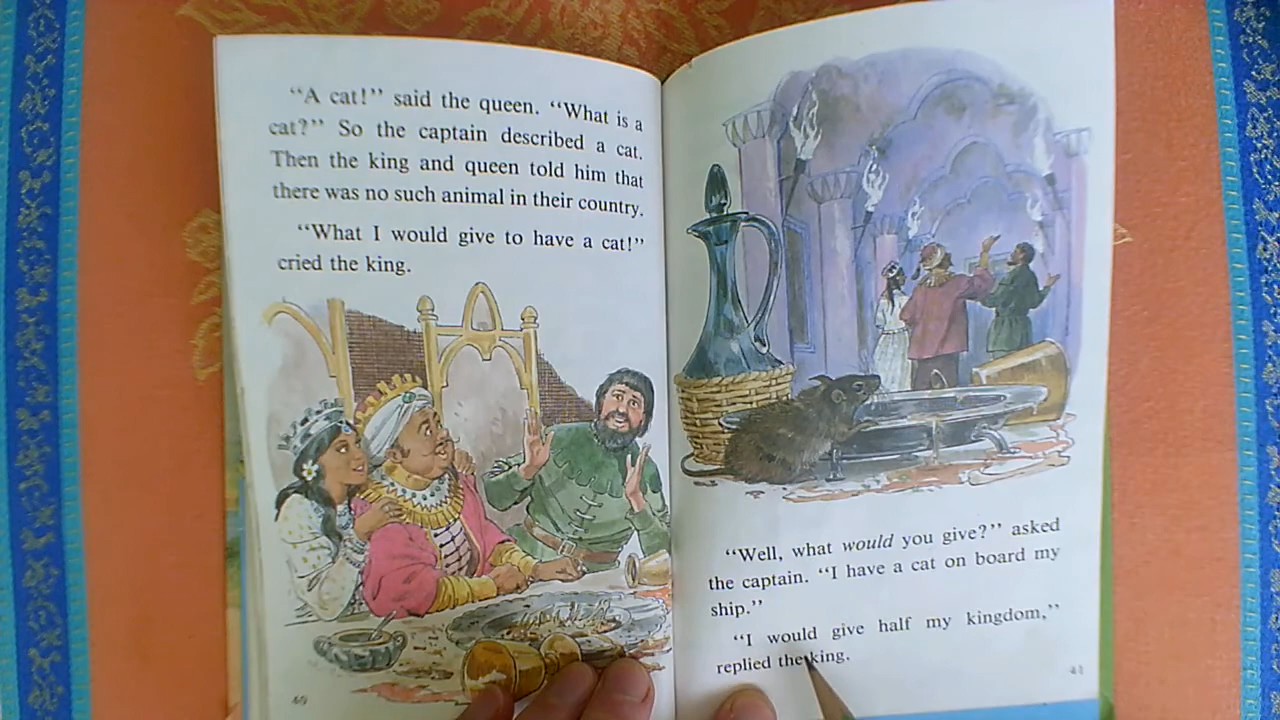 “A cat!” said the queen. “What is a
cat?” So the captain described a cat.
Then the king and queen told him that
there was no such animal in their country.
“What I would give to have a cat!”
cried the king.
40
“Well, what would you give?” asked
the captain. “I have a cat on board my
ship.”
“I would give half my kingdom,”
replied the king.
41